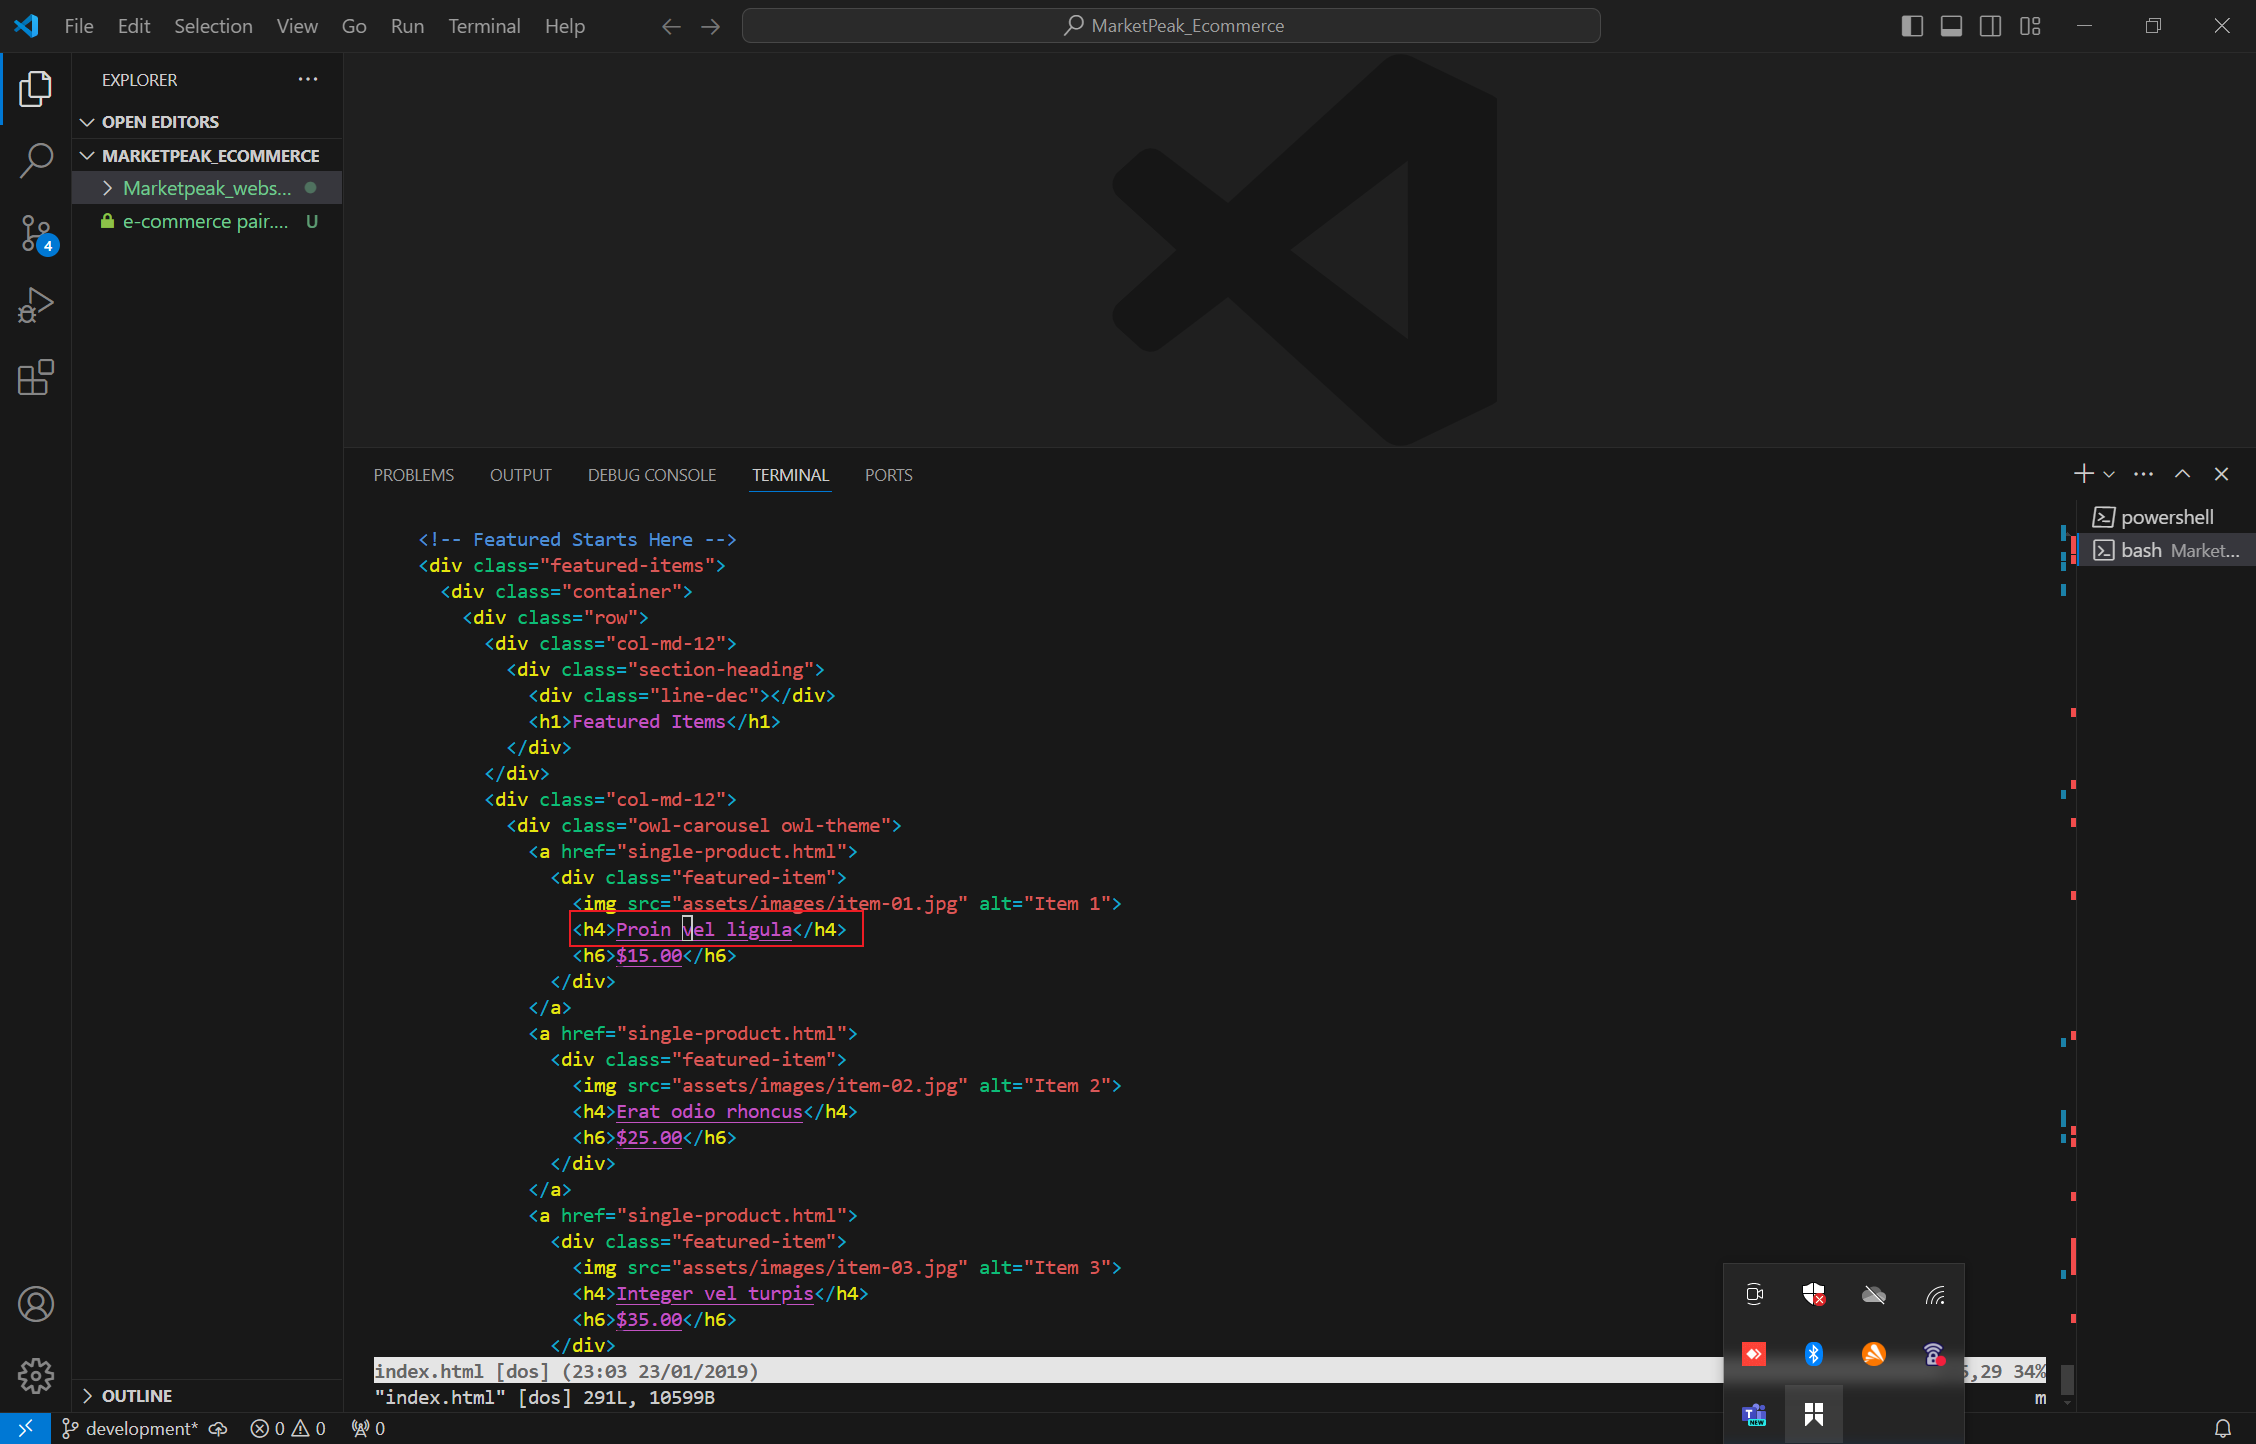 File Edit Selection View Go Run Terminal Help
MarketPeak_Ecommerce
EXPLORER
OPEN EDITORS
MARKETPEAK_ECOMMERCE
Marketpeak_webs...
e-commerce pair.... U
4
PROBLEMS OUTPUT DEBUG CONSOLE TERMINAL PORTS
powershell
bash Market...
<!-- Featured Starts Here -->
<div class="featured-items">
<div class="container">
<div class="row">
<div class="col-md-12">
<div class="section-heading">
<div class="line-dec"></div>
<h1>Featured Items</h1>
</div>
</div>
<div class="col-md-12">
<div class="owl-carousel owl-theme">
<a href="single-product.html">
<div class="featured-item">
<img src="assets/images/item-01.jpg" alt="Item 1">
<h4>Proin vel ligula</h4>
<h6>$15.00</h6>
</div>
</a>
<a href="single-product.html">
<div class="featured-item">
<img src="assets/images/item-02.jpg" alt="Item 2">
<h4>Erat odio rhoncus</h4>
<h6>$25.00</h6>
</div>
</a>
<a href="single-product.html">
<div class="featured-item">
<img src="assets/images/item-03.jpg" alt="Item 3">
<h4>Integer vel turpis</h4>
<h6>$35.00</h6>
</div>
index.html [dos] (23:03 23/01/2019) ,29 34%
"index.html" [dos] 291L, 10599B m
OUTLINE
development* 0 0 0